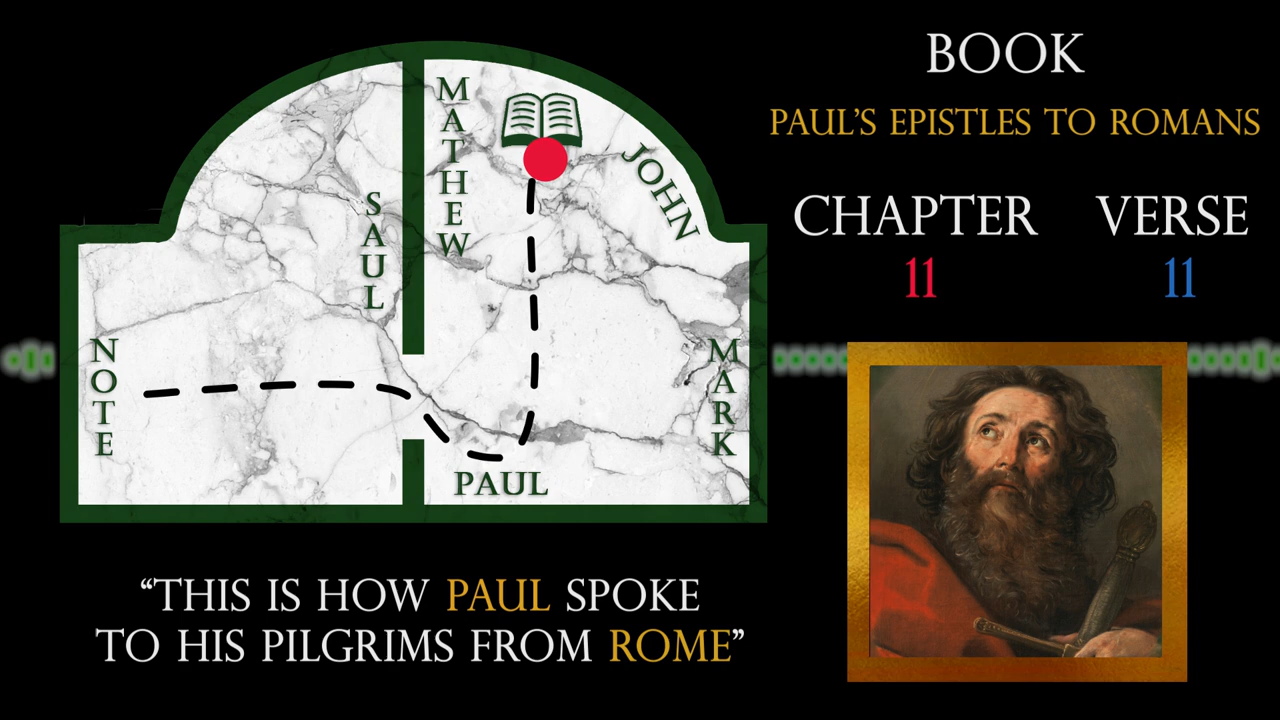 MATHEW
JOHN
SAUL
NOTE
MARK
PAUL
“THIS IS HOW PAUL SPOKE
TO HIS PILGRIMS FROM ROME”
BOOK
PAUL’S EPISTLES TO ROMANS
CHAPTER VERSE
11 11